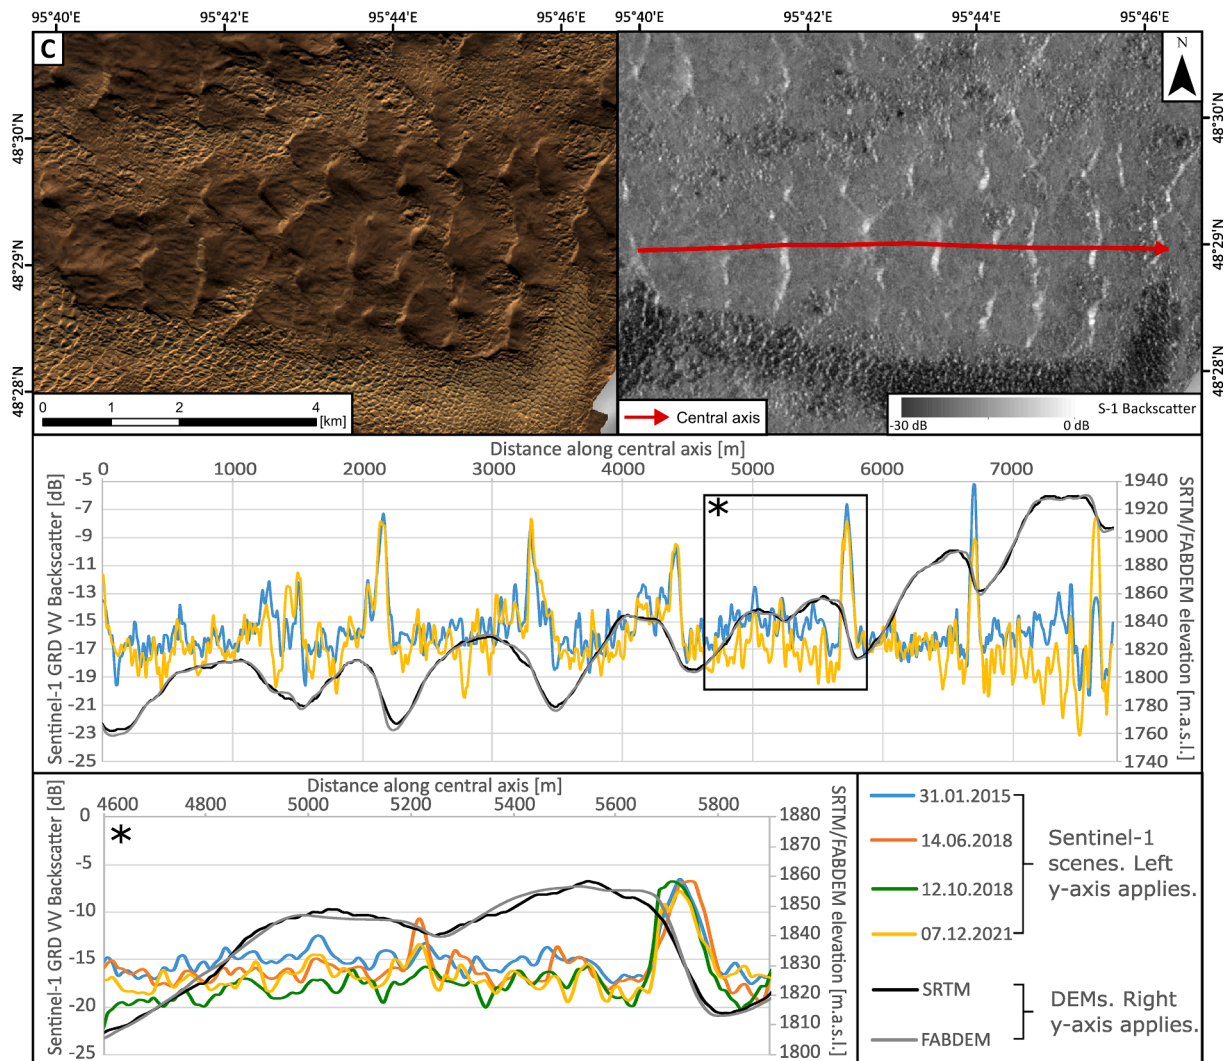 95°40'E 95°42'E 95°44'E 95°46'E 95°40'E 95°42'E 95°44'E 95°46'E
C
N
48°30'N
48°29'N
48°28'N
48°30'N
48°29'N
48°28'N
0 1 2 4
[km]
Central axis
S-1 Backscatter
-30 dB 0 dB
Distance along central axis [m]
0 1000 2000 3000 4000 5000 6000 7000
Sentinel-1 GRD VV Backscatter [dB]
-5
-7
-9
-11
-13
-15
-17
-19
-21
-23
-25
*
1940
1920
1900
1880
1860
1840
1820
1800
1780
1760
1740
SRTM/FABDEM elevation [m.a.s.l.]
Distance along central axis [m]
4600 4800 5000 5200 5400 5600 5800
Sentinel-1 GRD VV Backscatter [dB]
0
-5
-10
-15
-20
-25
*
1880
1870
1860
1850
1840
1830
1820
1810
1800
SRTM/FABDEM elevation [m.a.s.l.]
31.01.2015
14.06.2018
12.10.2018
07.12.2021
Sentinel-1
scenes. Left
y-axis applies.
SRTM
FABDEM
DEMs. Right
y-axis applies.